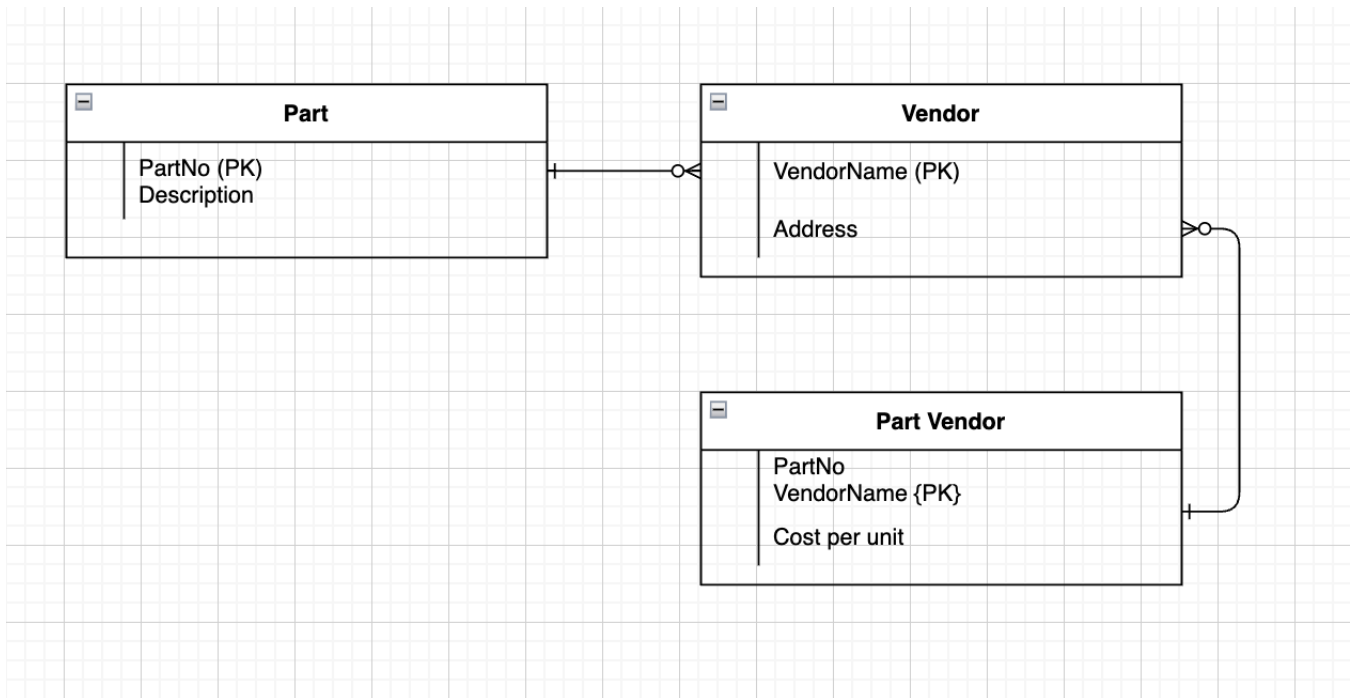 Part
PartNo (PK)
Description
Vendor
VendorName (PK)
Address
Part Vendor
PartNo
VendorName {PK}
Cost per unit